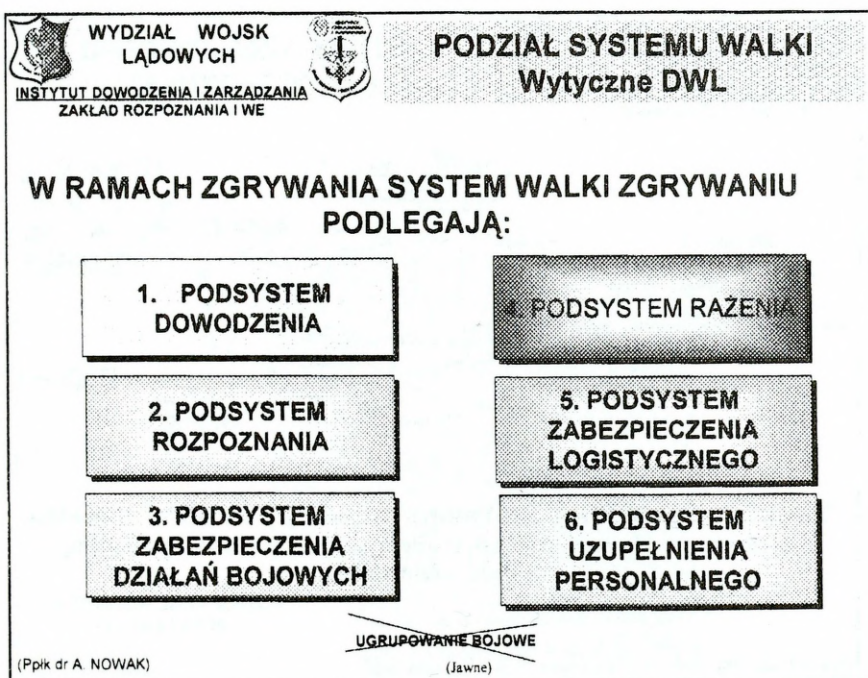 WYDZIAŁ WOJSK
LĄDOWYCH
INSTYTUT DOWODZENIA I ZARZĄDZANIA
ZAKŁAD ROZPOZNANIA I WE
PODZIAŁ SYSTEMU WALKI
Wytyczne DWL
W RAMACH ZGRYWANIA SYSTEM WALKI ZGRYWANIU
PODLEGAJĄ:
1. PODSYSTEM
DOWODZENIA
2. PODSYSTEM
ROZPOZNANIA
3. PODSYSTEM
ZABEZPIECZENIA
DZIAŁAŃ BOJOWYCH
4. PODSYSTEM RAŻENIA
5. PODSYSTEM
ZABEZPIECZENIA
LOGISTYCZNEGO
6. PODSYSTEM
UZUPEŁNIENIA
PERSONALNEGO
UGRUPOWANIE BOJOWE
(Jawne)
(Ppłk dr A. NOWAK)